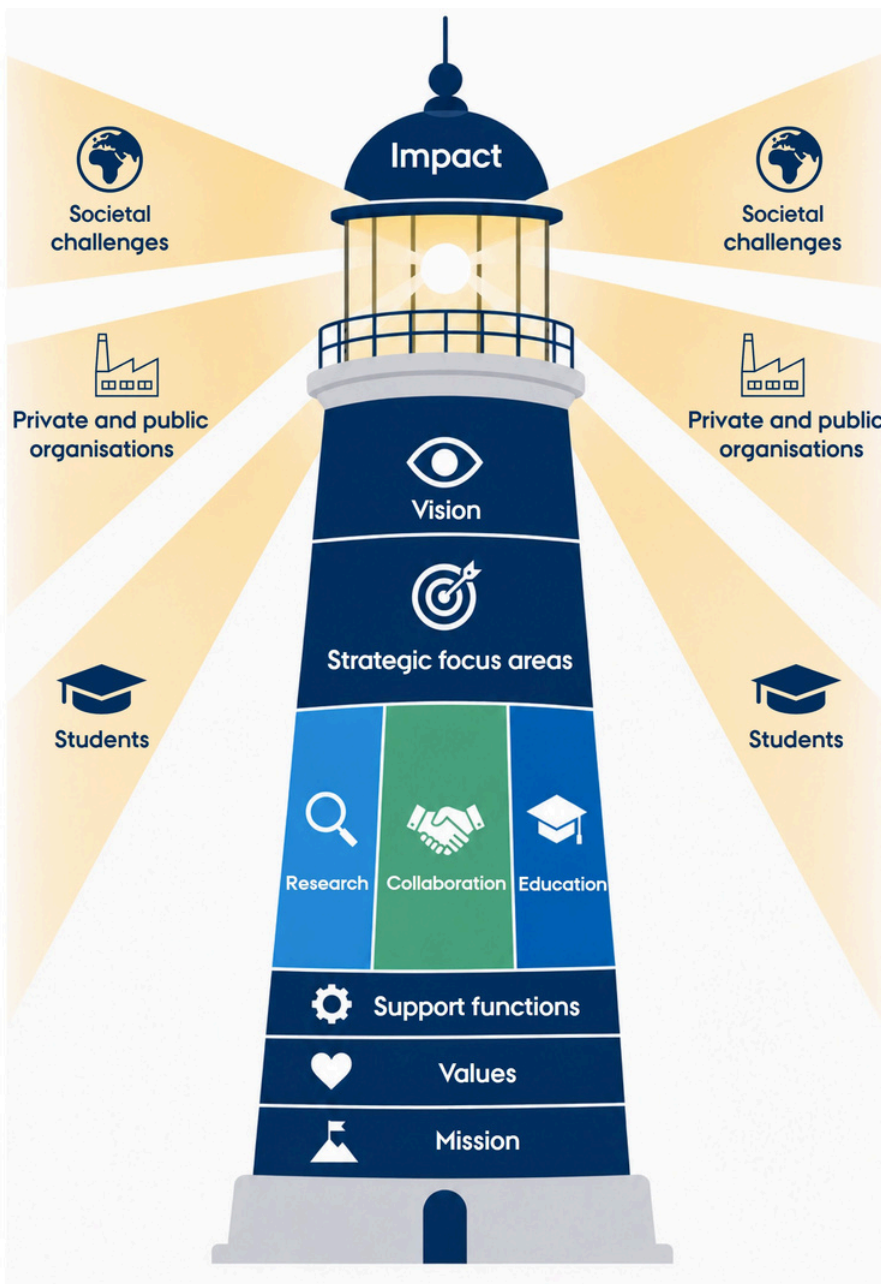 Impact
Societal
challenges
Societal
challenges
Private and public
organisations
Private and public
organisations
Vision
Strategic focus areas
Students
Students
Research
Collaboration
Education
Support functions
Values
Mission